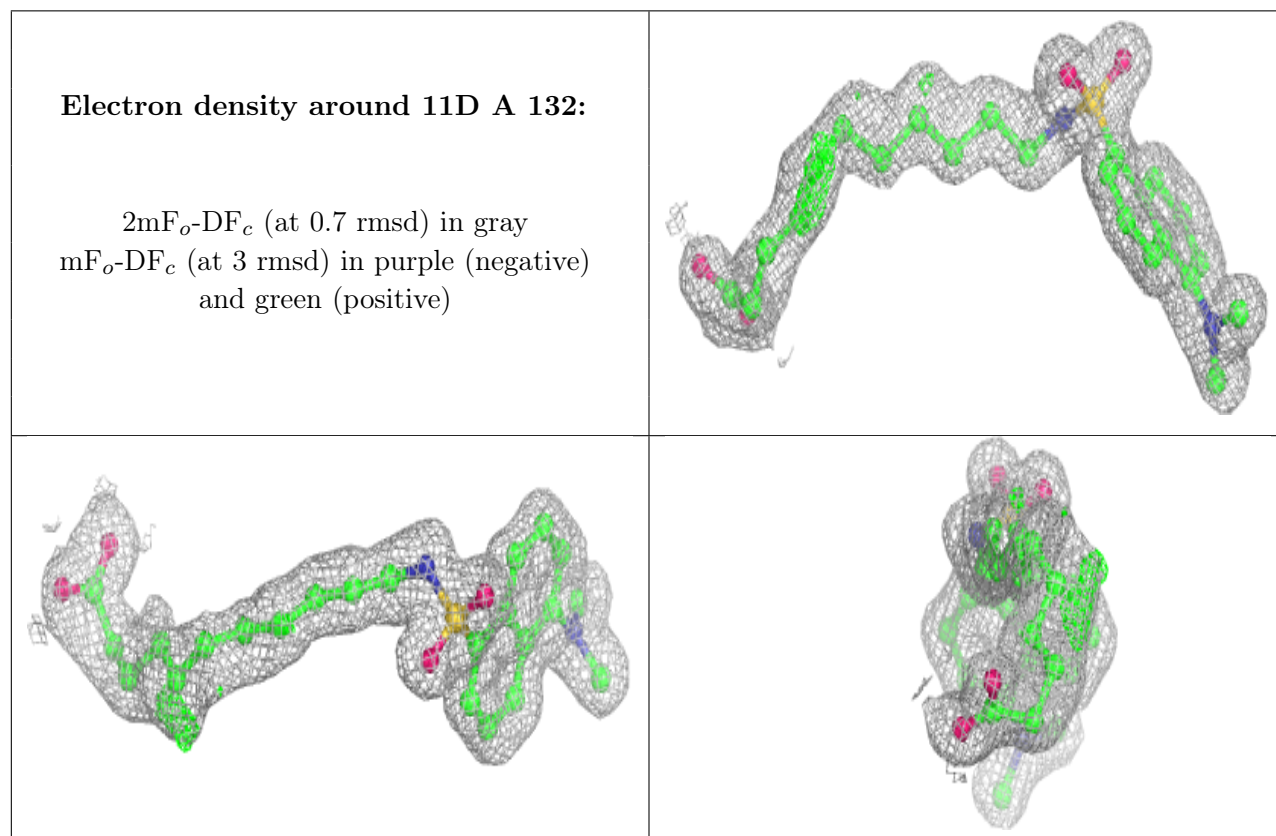 Electron density around 11D A 132:
2mFo-DFc (at 0.7 rmsd) in gray
mFo-DFc (at 3 rmsd) in purple (negative)
and green (positive)